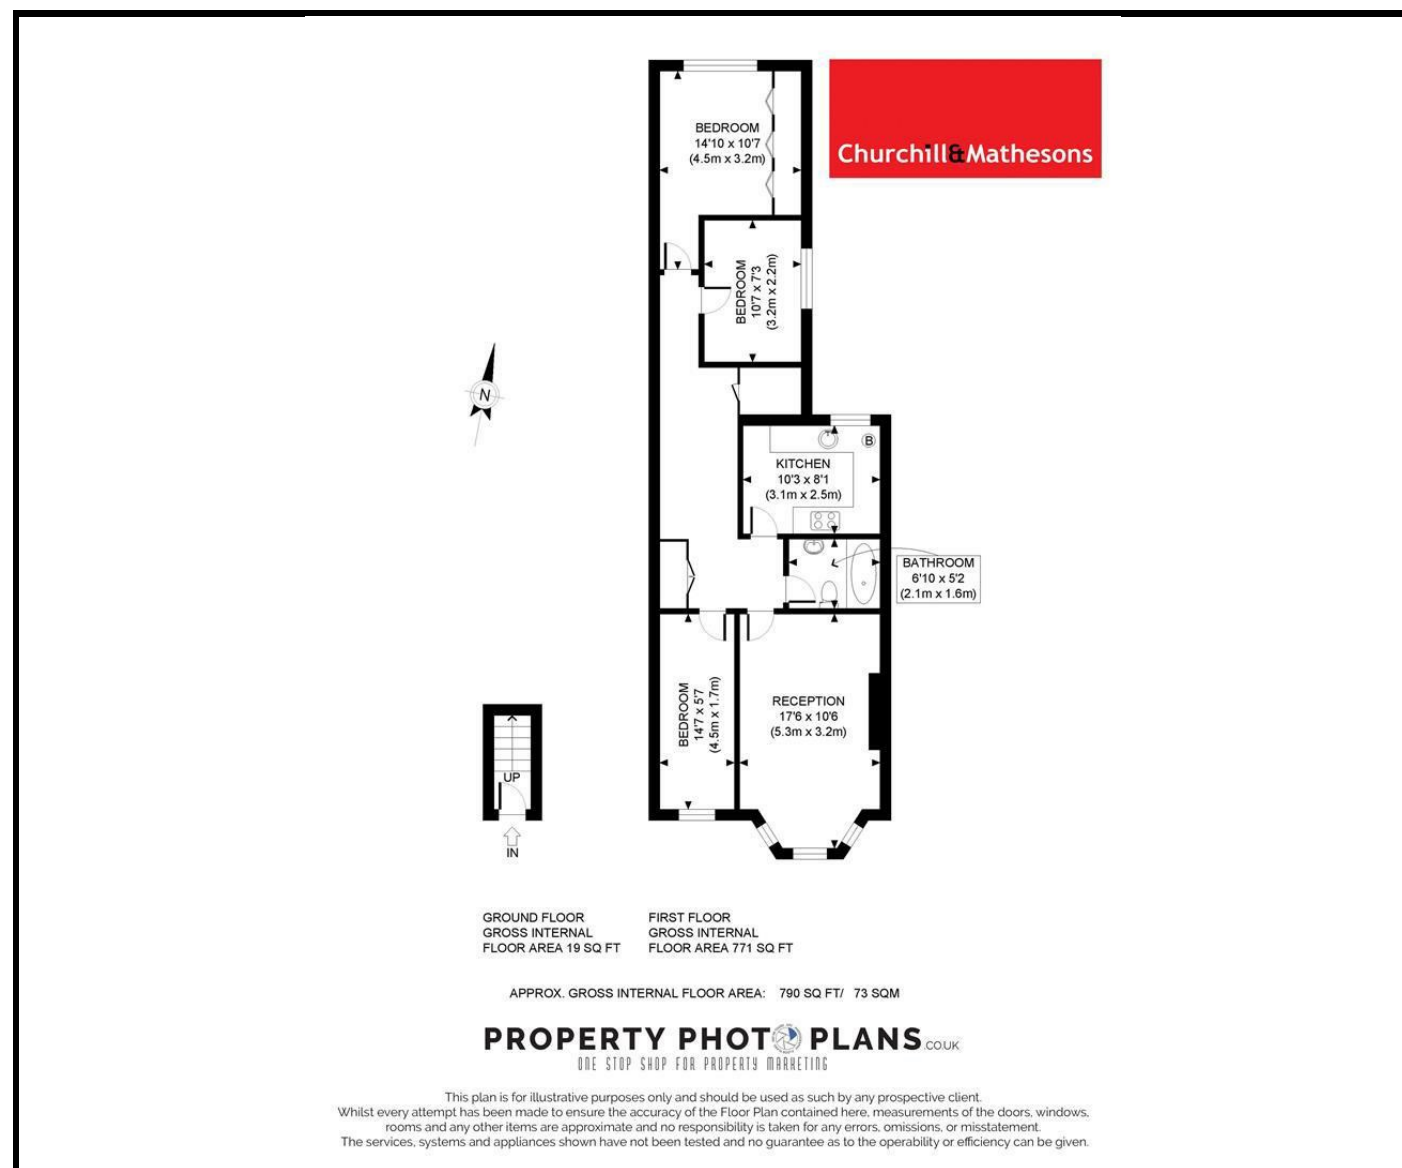 BEDROOM
14'10 x 10'7
(4.5m x 3.2m)
Churchill&Mathesons
BEDROOM
10'7 x 7'3
(3.2m x 2.2m)
N
B
KITCHEN
10'3 x 8'1
(3.1m x 2.5m)
BATHROOM
6'10 x 5'2
(2.1m x 1.6m)
BEDROOM
14'7 x 5'7
(4.5m x 1.7m)
RECEPTION
17'6 x 10'6
(5.3m x 3.2m)
UP
IN
GROUND FLOOR
GROSS INTERNAL
FLOOR AREA 19 SQ FT
FIRST FLOOR
GROSS INTERNAL
FLOOR AREA 771 SQ FT
APPROX. GROSS INTERNAL FLOOR AREA: 790 SQ FT/ 73 SQM
PROPERTY PHOTO PLANS.CO.UK
ONE STOP SHOP FOR PROPERTY MARKETING
This plan is for illustrative purposes only and should be used as such by any prospective client.
Whilst every attempt has been made to ensure the accuracy of the Floor Plan contained here, measurements of the doors, windows,
rooms and any other items are approximate and no responsibility is taken for any errors, omissions, or misstatement.
The services, systems and appliances shown have not been tested and no guarantee as to the operability or efficiency can be given.